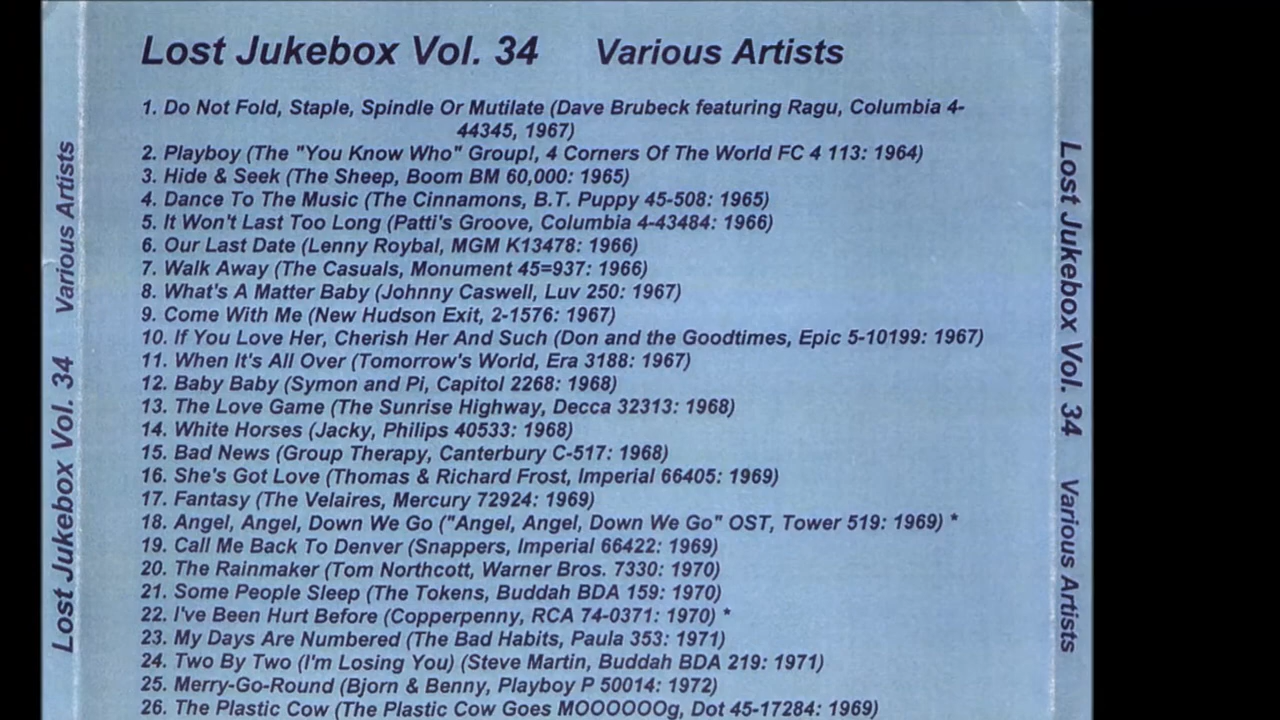 Lost Jukebox Vol. 34 Various Artists
1. Do Not Fold, Staple, Spindle Or Mutilate (Dave Brubeck featuring Ragu, Columbia 4-
44345, 1967)
2. Playboy (The "You Know Who" Group!, 4 Corners Of The World FC 4 113: 1964)
3. Hide & Seek (The Sheep, Boom BM 60,000: 1965)
4. Dance To The Music (The Cinnamons, B.T. Puppy 45-508: 1965)
5. It Won't Last Too Long (Patti's Groove, Columbia 4-43484: 1966)
6. Our Last Date (Lenny Roybal, MGM K13478: 1966)
7. Walk Away (The Casuals, Monument 45=937: 1966)
8. What's A Matter Baby (Johnny Caswell, Luv 250: 1967)
9. Come With Me (New Hudson Exit, 2-1576: 1967)
10. If You Love Her, Cherish Her And Such (Don and the Goodtimes, Epic 5-10199: 1967)
11. When It's All Over (Tomorrow's World, Era 3188: 1967)
12. Baby Baby (Symon and Pi, Capitol 2268: 1968)
13. The Love Game (The Sunrise Highway, Decca 32313: 1968)
14. White Horses (Jacky, Philips 40533: 1968)
15. Bad News (Group Therapy, Canterbury C-517: 1968)
16. She's Got Love (Thomas & Richard Frost, Imperial 66405: 1969)
17. Fantasy (The Velaires, Mercury 72924: 1969)
18. Angel, Angel, Down We Go ("Angel, Angel, Down We Go" OST, Tower 519: 1969) *
19. Call Me Back To Denver (Snappers, Imperial 66422: 1969)
20. The Rainmaker (Tom Northcott, Warner Bros. 7330: 1970)
21. Some People Sleep (The Tokens, Buddah BDA 159: 1970)
22. I've Been Hurt Before (Copperpenny, RCA 74-0371: 1970) *
23. My Days Are Numbered (The Bad Habits, Paula 353: 1971)
24. Two By Two (I'm Losing You) (Steve Martin, Buddah BDA 219: 1971)
25. Merry-Go-Round (Bjorn & Benny, Playboy P 50014: 1972)
26. The Plastic Cow (The Plastic Cow Goes MOOOOOOg, Dot 45-17284: 1969)
Lost Jukebox Vol. 34 Various Artists
Lost Jukebox Vol. 34 Various Artists